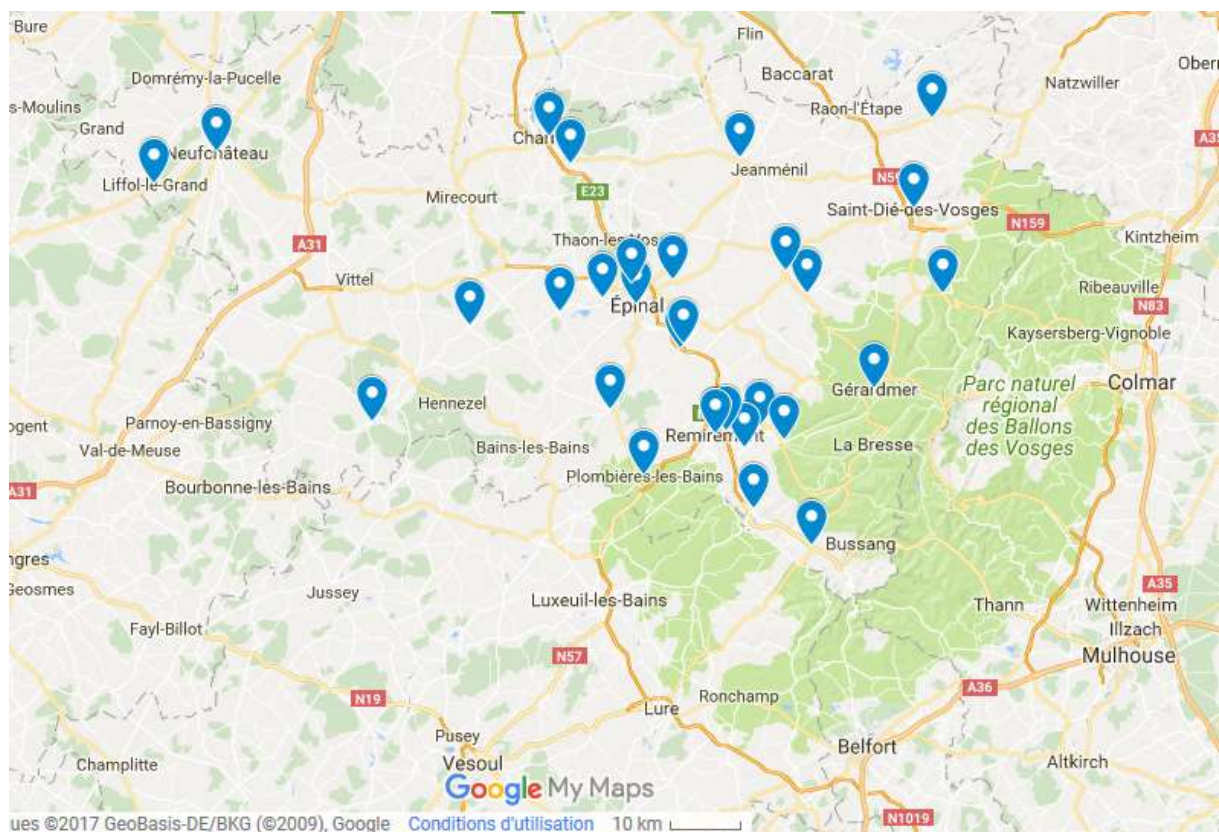 Bure
Flin
Domrémy-la-Pucelle
Baccarat
Natzwiller
Ober
s-Moulins
Grand
Raon-l'Étape
Neufchâteau
Char
A35
Liffol-le-Grand
Jeanménil
N59
E23
Mirecourt
Saint-Dié-des-Vosges
N159
A31
Thaon-les-Vos
Kintzheim
Vittel
Ribeauville
Épinal
N83
Kaysersberg-Vignoble
Gérardmer
Colmar
Hennezel
Parc naturel
régional
des Ballons
des Vosges
ogent
Parnoy-en-Bassigny
Val-de-Meuse
Bains-les-Bains
Remiremont
La Bresse
Plombières-les-Bains
A31
Bourbonne-les-Bains
Bussang
ngres
Geosmes
Jussey
Luxeuil-les-Bains
Thann
A35
Wittenheim
Illzach
Fayl-Billot
N57
Mulhouse
N19
Ronchamp
A36
Lure
Pusey
Vesoul
Belfort
Altkirch
Champlitte
Google My Maps
ues ©2017 GeoBasis-DE/BKG (©2009), Google Conditions d'utilisation 10 km
N1019